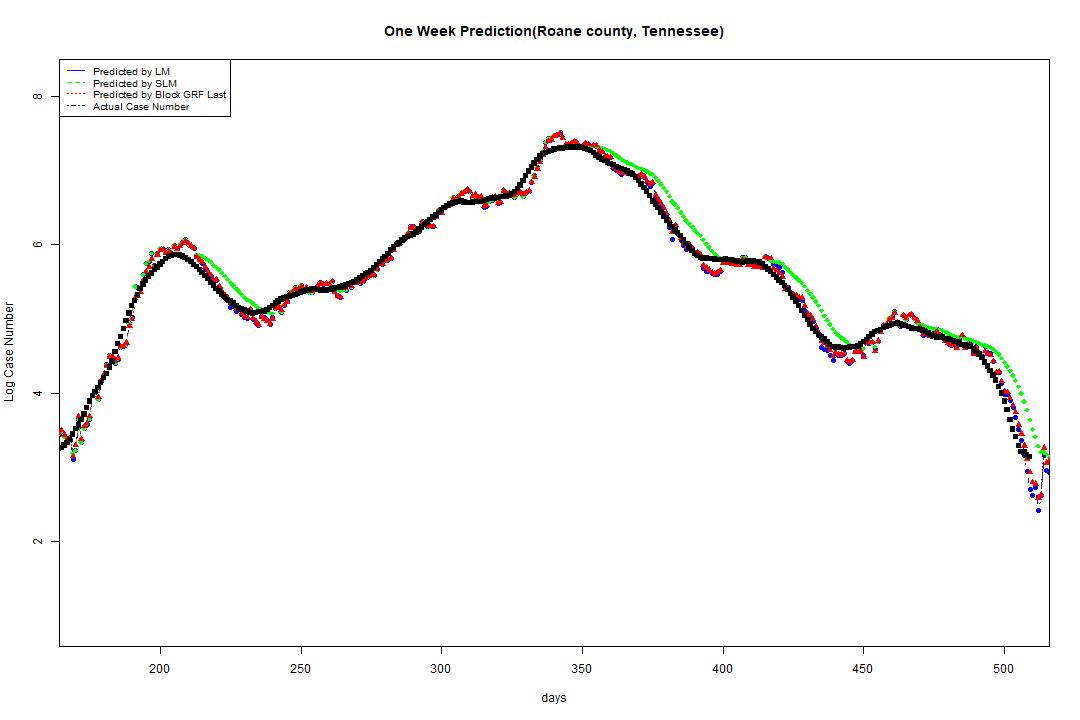 One Week Prediction(Roane county, Tennessee)
Predicted by LM
Predicted by SLM
Predicted by Block GRF Last
Actual Case Number
8
6
4
2
Log Case Number
200 250 300 350 400 450 500
days